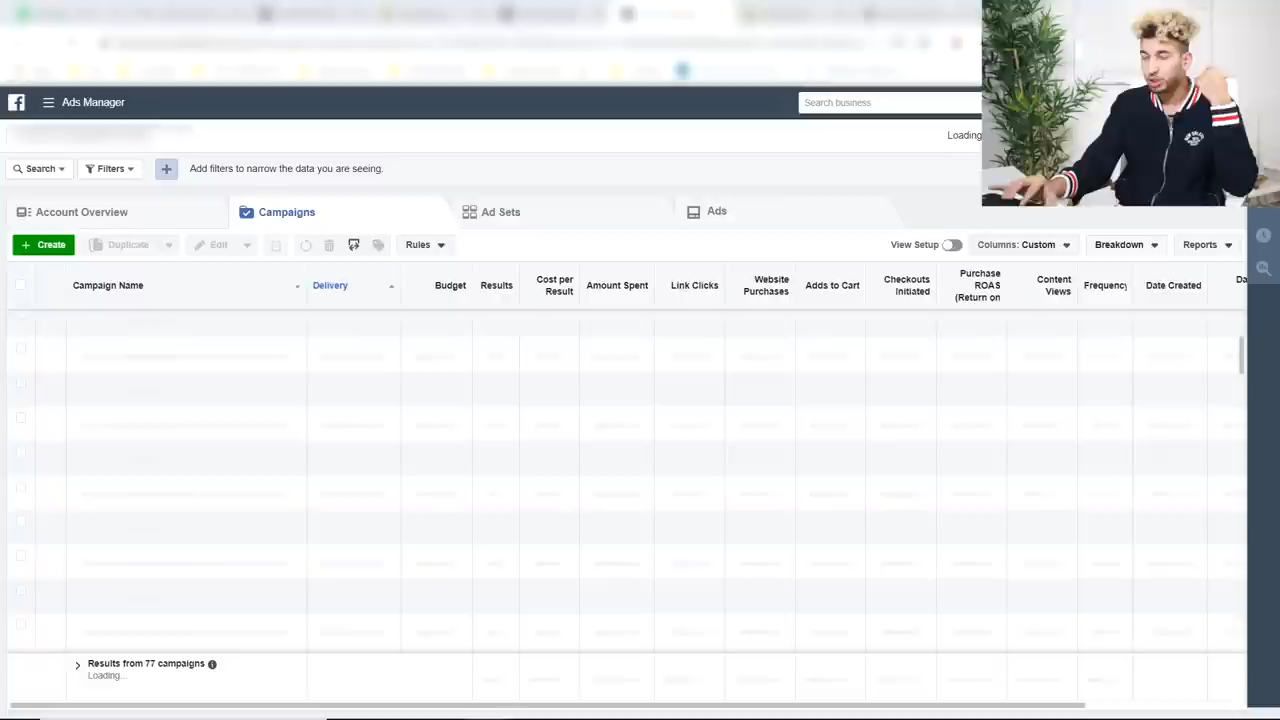 Ads Manager
Search business
Loading
Search
Filters
Add filters to narrow the data you are seeing.
Account Overview
Campaigns
Ad Sets
Ads
+ Create
Duplicate
Edit
Rules
View Setup
Columns: Custom
Breakdown
Reports
Campaign Name
Delivery
Budget
Results
Cost per
Result
Amount Spent
Link Clicks
Website
Purchases
Adds to Cart
Checkouts
Initiated
Purchase
ROAS
(Return on
Content
Views
Frequency
Date Created
Da
Results from 77 campaigns
Loading...